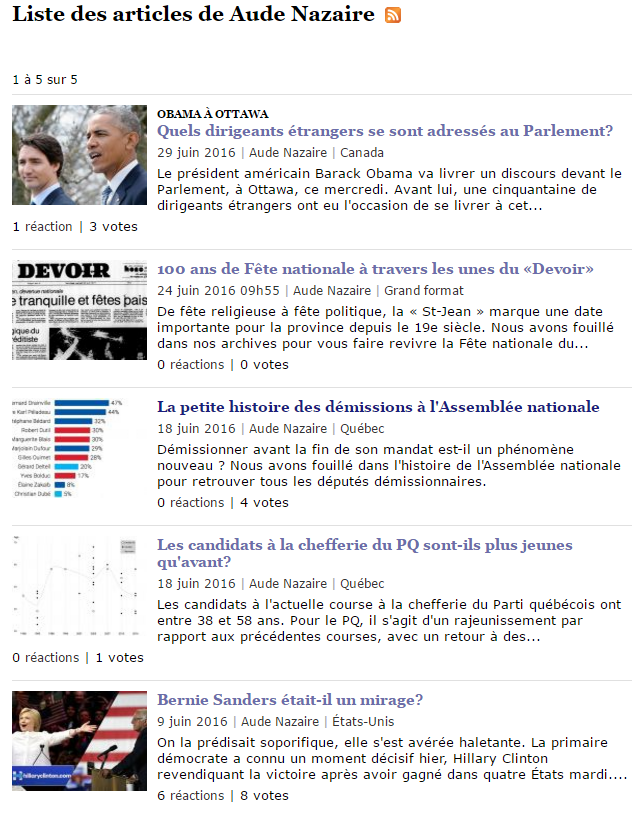 Liste des articles de Aude Nazaire
1 à 5 sur 5
OBAMA À OTTAWA
Quels dirigeants étrangers se sont adressés au Parlement?
29 juin 2016 | Aude Nazaire | Canada
Le président américain Barack Obama va livrer un discours devant le
Parlement, à Ottawa, ce mercredi. Avant lui, une cinquantaine de
dirigeants étrangers ont eu l'occasion de se livrer à cet...
1 réaction | 3 votes
DEVOIR
e tranquille et fêtes pais
ique du
réditiste
100 ans de Fête nationale à travers les unes du «Devoir»
24 juin 2016 09h55 | Aude Nazaire | Grand format
De fête religieuse à fête politique, la « St-Jean » marque une date
importante pour la province depuis le 19e siècle. Nous avons fouillé
dans nos archives pour vous faire revivre la Fête nationale du...
0 réactions | 0 votes
ernard Drainville 47%
e Karl Péladeau 44%
téphane Bédard 32%
Robert Dutil 30%
Marguerite Blais 30%
Marjolain Dufour 29%
Gilles Ouimet 28%
Gérard Deltell 20%
Yves Bolduc 17%
Élaine Zakaïb 8%
Christian Dubé 5%
La petite histoire des démissions à l'Assemblée nationale
18 juin 2016 | Aude Nazaire | Québec
Démissionner avant la fin de son mandat est-il un phénomène
nouveau ? Nous avons fouillé dans l'histoire de l'Assemblée nationale
pour retrouver tous les députés démissionnaires.
0 réactions | 4 votes
Les candidats à la chefferie du PQ sont-ils plus jeunes
qu'avant?
18 juin 2016 | Aude Nazaire | Québec
Les candidats à l'actuelle course à la chefferie du Parti québécois ont
entre 38 et 58 ans. Pour le PQ, il s'agit d'un rajeunissement par
rapport aux précédentes courses, avec un retour à des...
0 réactions | 1 votes
hillaryclinton.com
Bernie Sanders était-il un mirage?
9 juin 2016 | Aude Nazaire | États-Unis
On la prédisait soporifique, elle s'est avérée haletante. La primaire
démocrate a connu un moment décisif hier, Hillary Clinton
revendiquant la victoire après avoir gagné dans quatre États mardi....
6 réactions | 8 votes